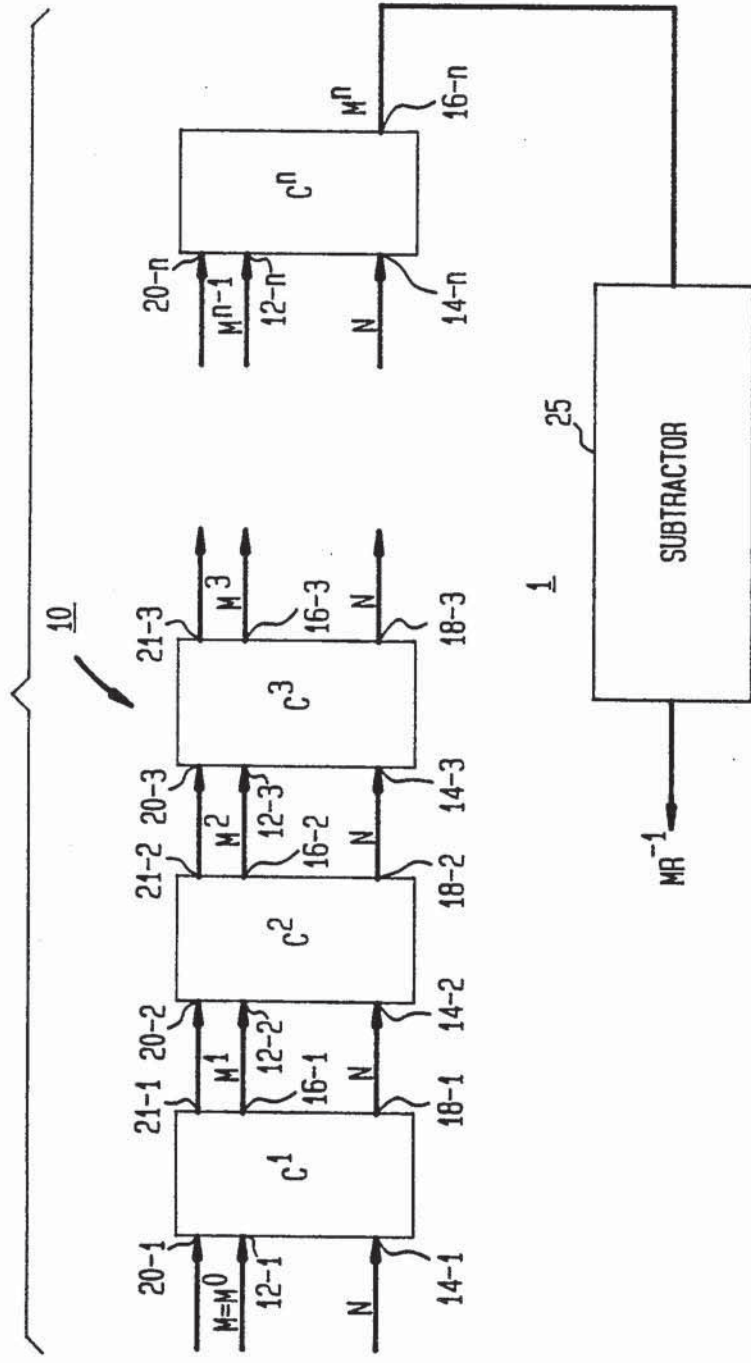 10
20-1
21-1
20-2
21-2
20-3
21-3
20-n
M=M⁰
M¹
M²
M³
Mⁿ⁻¹
12-1
16-1
12-2
16-2
12-3
16-3
12-n
C¹
C²
C³
Cⁿ
Mⁿ
16-n
N
N
N
N
N
14-1
18-1
14-2
18-2
14-3
18-3
14-n
1
25
SUBTRACTOR
MR⁻¹